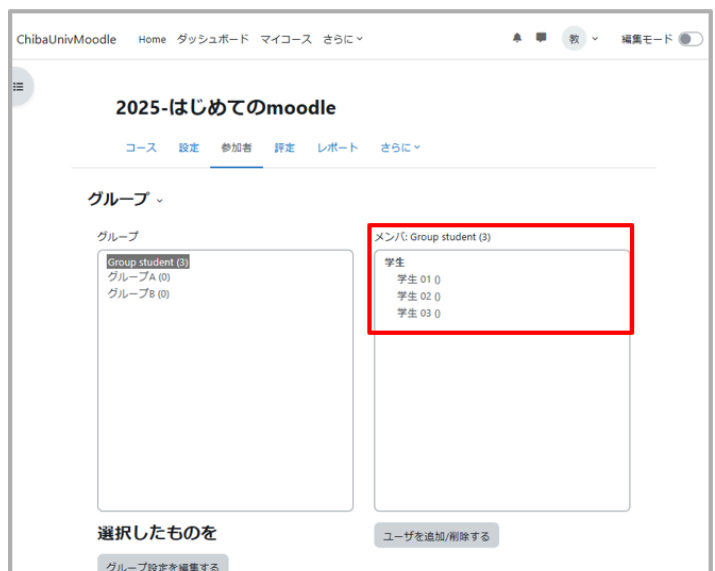 ChibaUnivMoodle Home ダッシュボード マイコース さらに 教 編集モード
2025-はじめてのmoodle
コース 設定 参加者 評定 レポート さらに
グループ
グループ
Group student (3)
グループA (0)
グループB (0)
メンバ: Group student (3)
学生
学生 01 ()
学生 02 ()
学生 03 ()
選択したものを
ユーザを追加/削除する
グループ設定を編集する